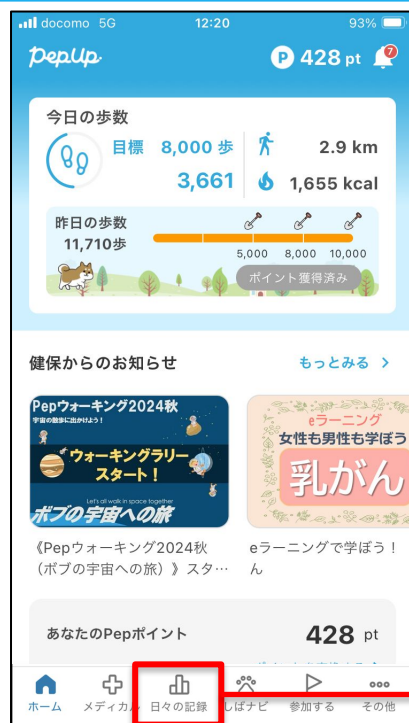 docomo 5G 12:20 93%
PepUp
P 428 pt 7
今日の歩数
目標 8,000 歩 2.9 km
3,661 1,655 kcal
昨日の歩数
11,710歩
5,000 8,000 10,000
ポイント獲得済み
健保からのお知らせ もっとみる >
Pepウォーキング2024秋
宇宙の散歩に出かけよう!
ウォーキングラリー
スタート!
Let's all walk in space together
ボブの宇宙への旅
eラーニング
女性も男性も学ぼう
乳がん
《Pepウォーキング2024秋
(ボブの宇宙への旅)》スタ…
eラーニングで学ぼう!
ん
あなたのPepポイント 428 pt
ホーム メディカル 日々の記録 しばナビ 参加する その他